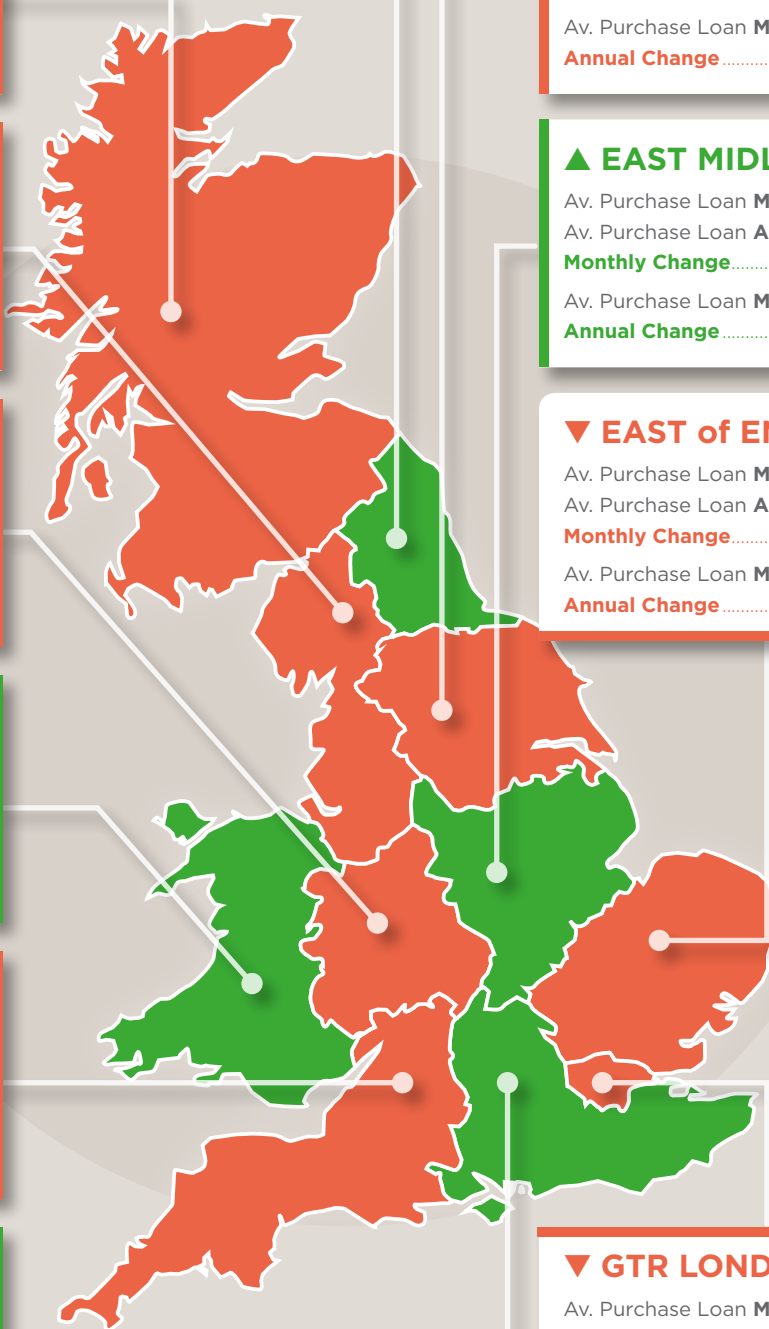 Av. Purchase Loan M
Annual Change
▲ EAST MIDL
Av. Purchase Loan M
Av. Purchase Loan A
Monthly Change
Av. Purchase Loan M
Annual Change
▼ EAST of EN
Av. Purchase Loan M
Av. Purchase Loan A
Monthly Change
Av. Purchase Loan M
Annual Change
▼ GTR LOND
Av. Purchase Loan M